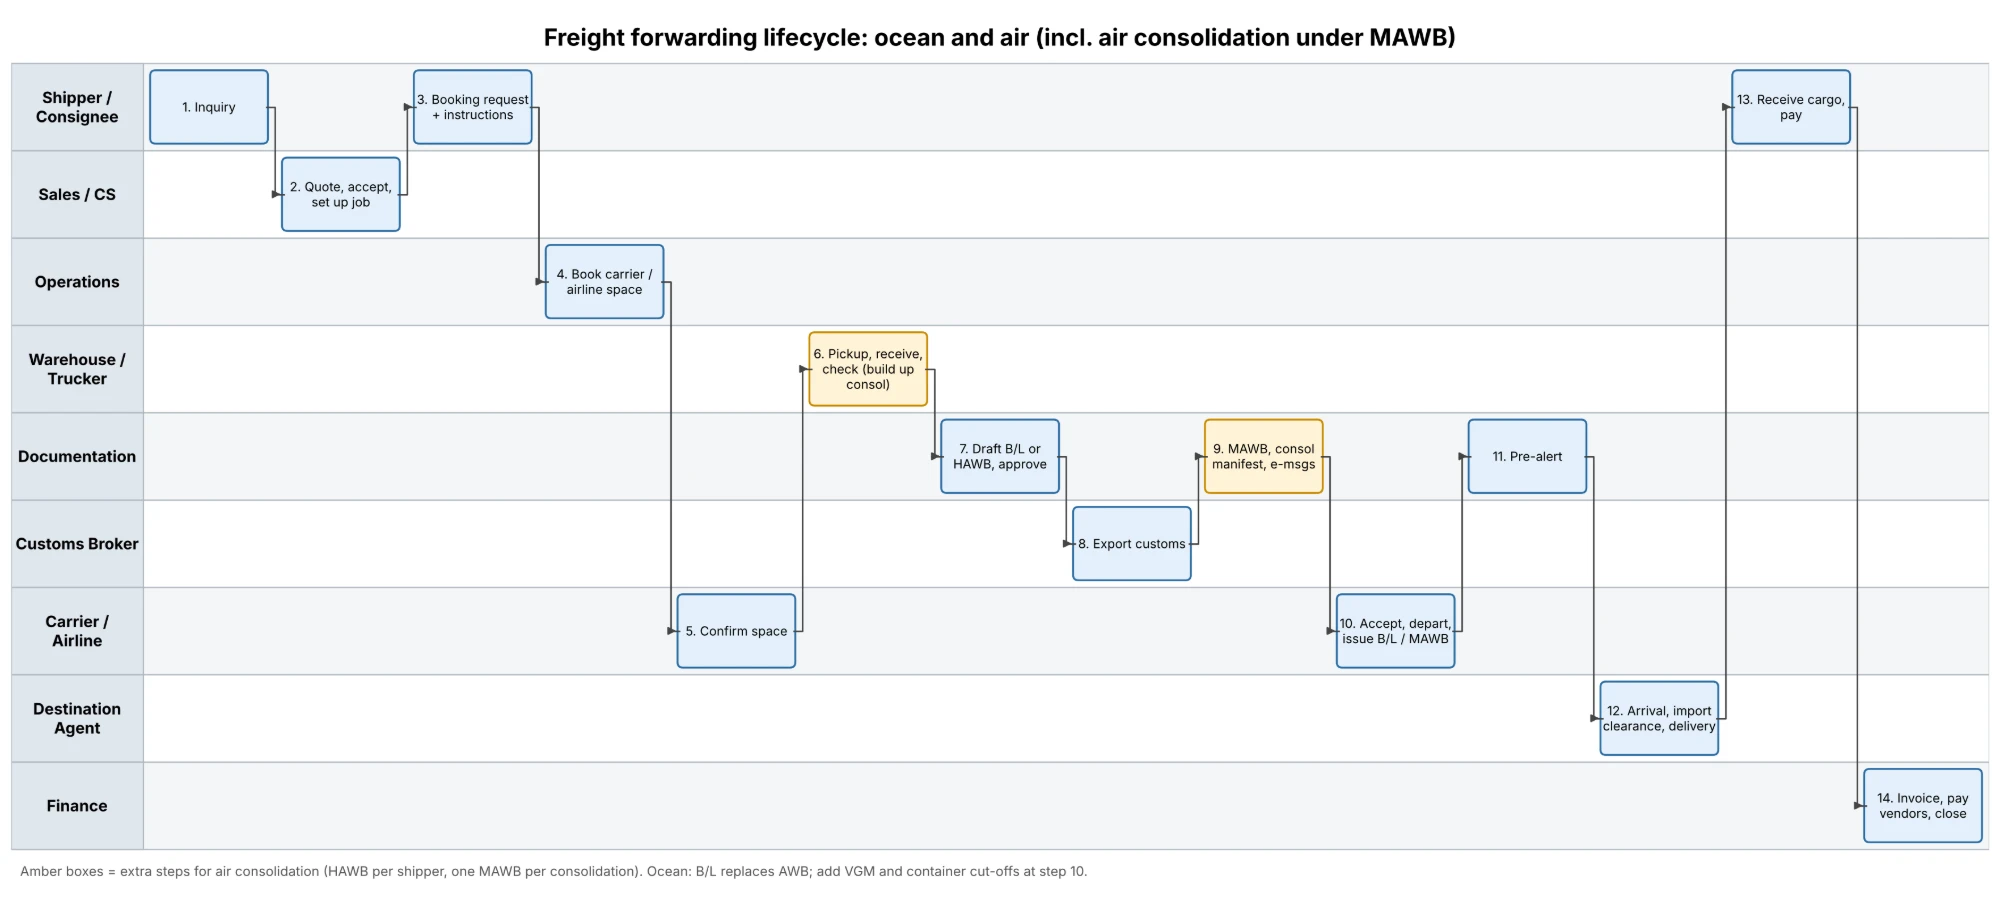 Freight forwarding lifecycle: ocean and air (incl. air consolidation under MAWB)
Shipper /
Consignee
1. Inquiry
3. Booking request
+ instructions
13. Receive cargo,
pay
Sales / CS
2. Quote, accept,
set up job
Operations
4. Book carrier /
airline space
Warehouse /
Trucker
6. Pickup, receive,
check (build up
consol)
Documentation
7. Draft B/L or
HAWB, approve
9. MAWB, consol
manifest, e-msgs
11. Pre-alert
Customs Broker
8. Export customs
Carrier /
Airline
5. Confirm space
10. Accept, depart,
issue B/L / MAWB
Destination
Agent
12. Arrival, import
clearance, delivery
Finance
14. Invoice, pay
vendors, close
Amber boxes = extra steps for air consolidation (HAWB per shipper, one MAWB per consolidation). Ocean: B/L replaces AWB; add VGM and container cut-offs at step 10.